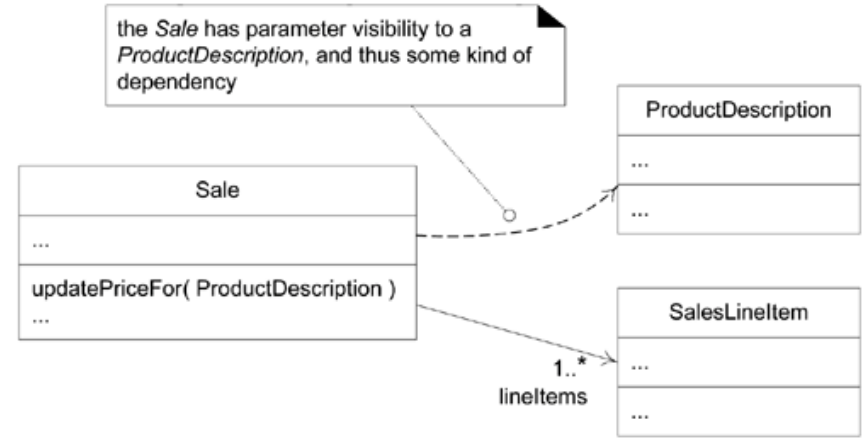 the Sale has parameter visibility to a
ProductDescription, and thus some kind of
dependency
ProductDescription
...
...
Sale
...
updatePriceFor( ProductDescription )
...
SalesLineItem
...
...
1..*
lineItems